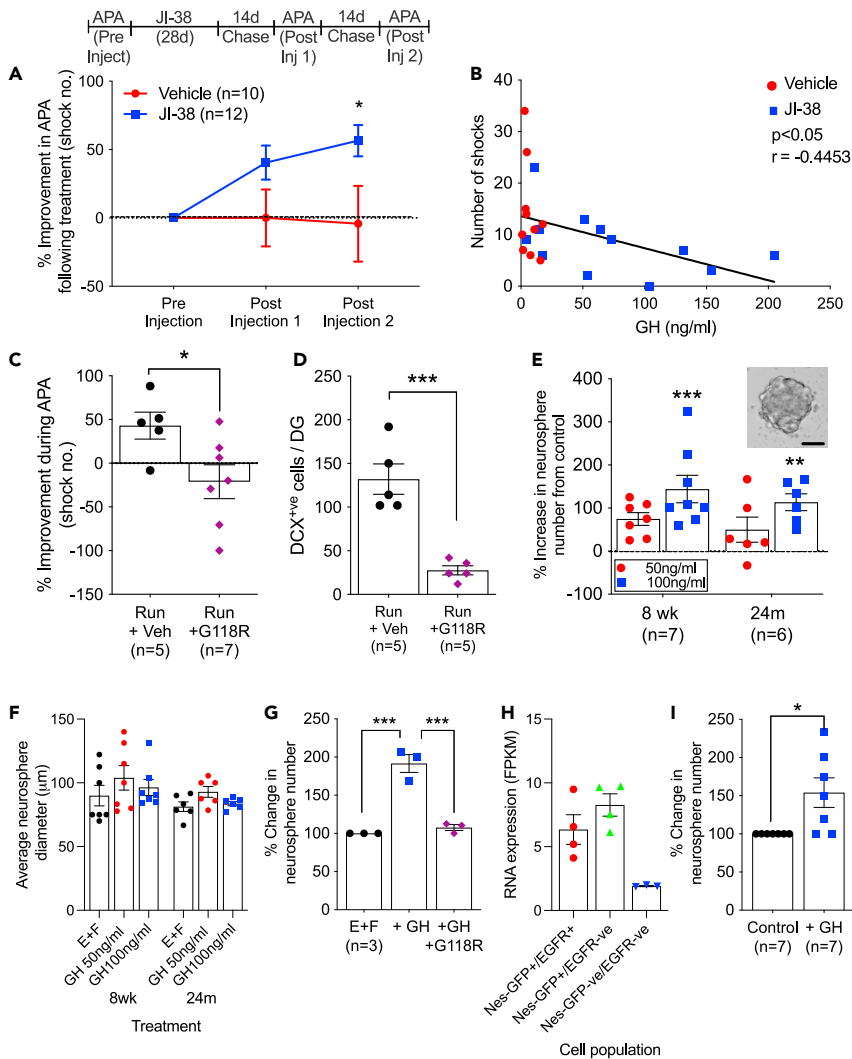 APA JI-38 14d APA 14d APA
(Pre (28d) Chase (Post Chase (Post
Inject) Inj 1) Inj 2)
A
% Improvement in APA
following treatment (shock no.)
100
50
0
-50
Vehicle (n=10)
JI-38 (n=12)
*
Pre
Injection
Post
Injection 1
Post
Injection 2
B
Number of shocks
40
30
20
10
0
Vehicle
JI-38
p<0.05
r = -0.4453
0 50 100 150 200 250
GH (ng/ml)
C
% Improvement during APA
(shock no.)
100
50
0
-50
-100
-150
*
Run
+ Veh
(n=5)
Run
+G118R
(n=7)
D
DCX+ve cells / DG
250
200
150
100
50
0
***
Run
+ Veh
(n=5)
Run
+G118R
(n=5)
E
% Increase in neurosphere
number from control
400
300
200
100
0
-100
***
**
50ng/ml
100ng/ml
8 wk
(n=7)
24m
(n=6)
F
Average neurosphere
diameter (μm)
150
100
50
0
E+F
GH 50ng/ml
GH100ng/ml
E+F
GH 50ng/ml
GH100ng/ml
8wk 24m
Treatment
G
% Change in
neurosphere number
250
200
150
100
50
0
*** ***
E+F
(n=3)
+ GH
+GH
+G118R
H
RNA expression (FPKM)
15
10
5
0
Nes-GFP+/EGFR+
Nes-GFP+/EGFR-ve
Nes-GFP-ve/EGFR-ve
Cell population
I
% Change in
neurosphere number
250
200
150
100
50
0
*
Control
(n=7)
+ GH
(n=7)